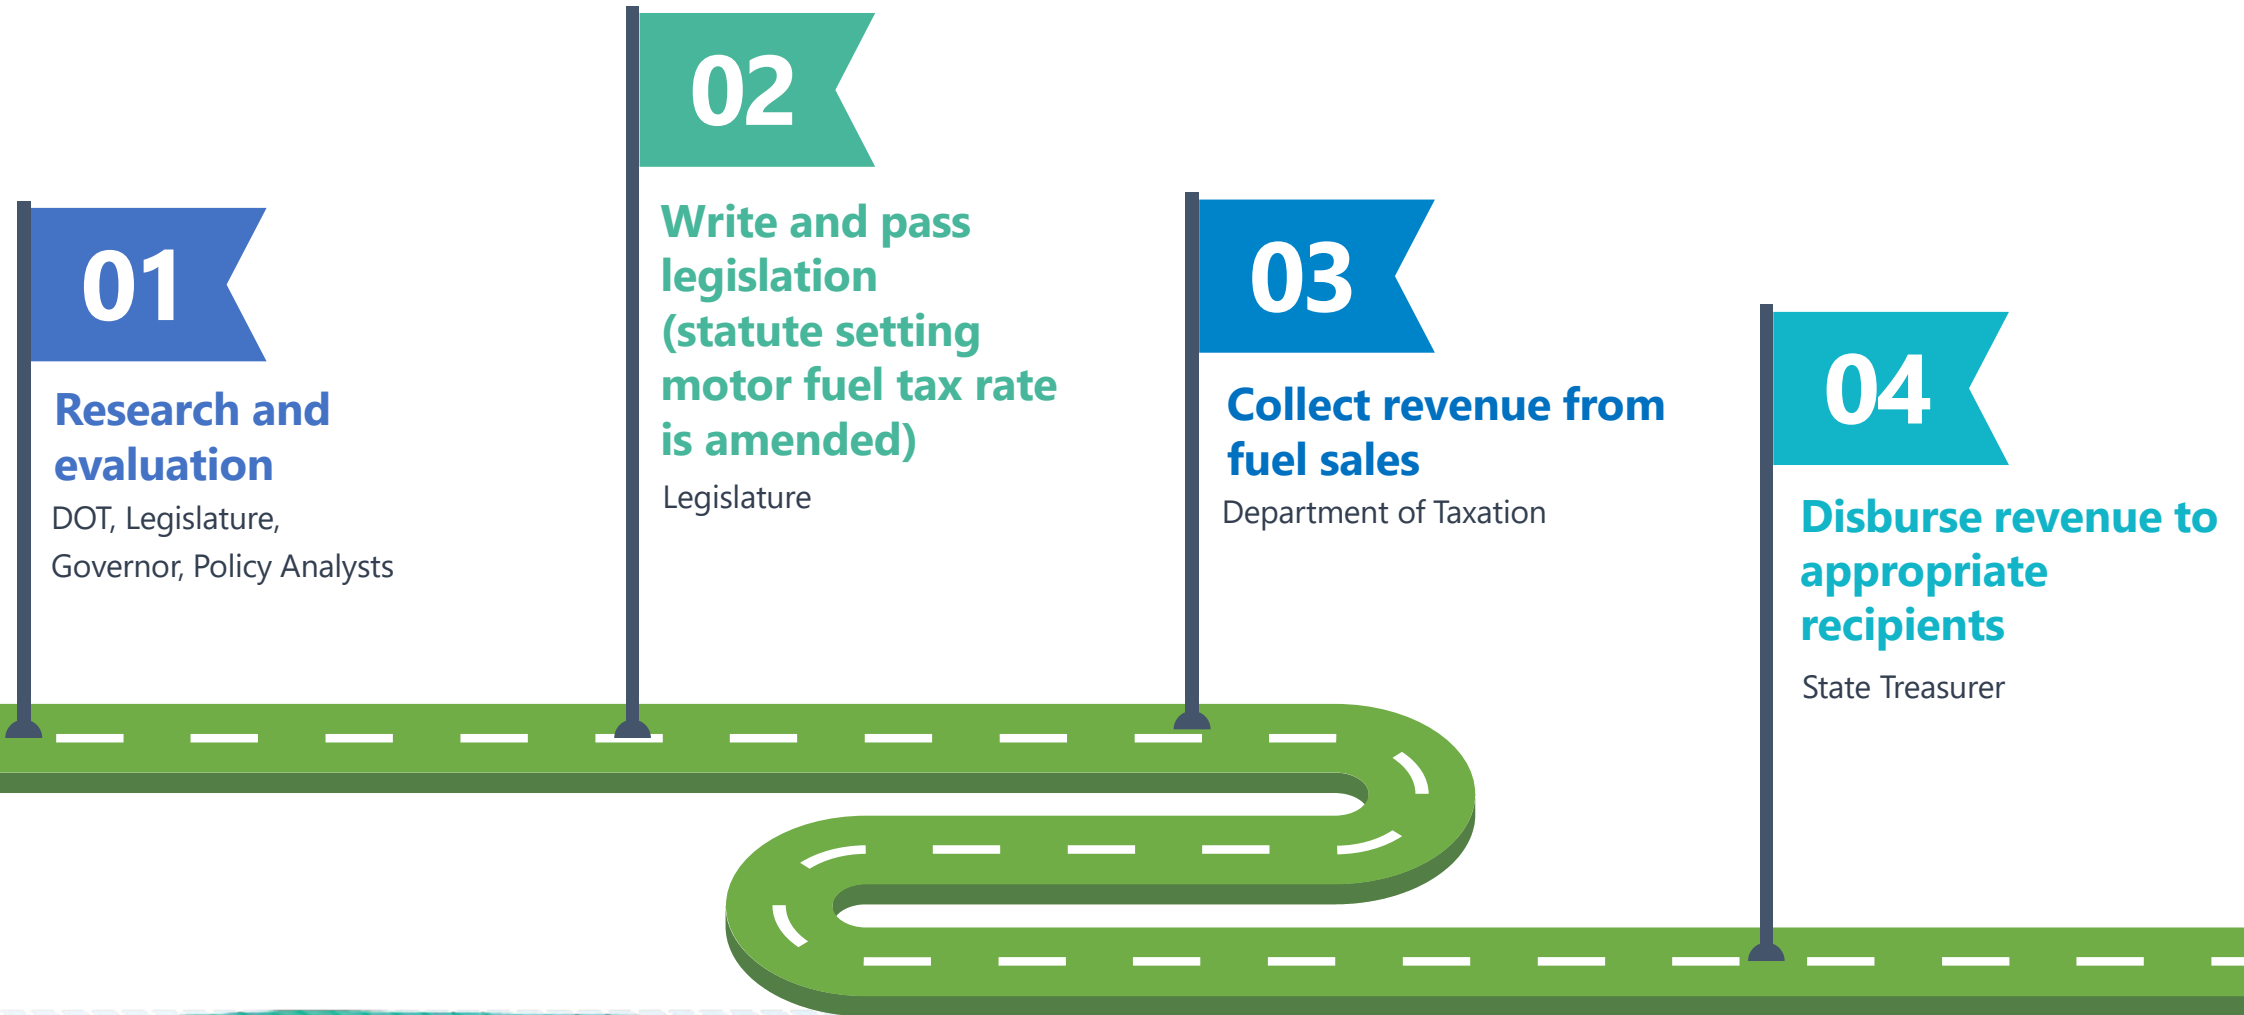 01
Research and
evaluation
DOT, Legislature,
Governor, Policy Analysts
02
Write and pass
legislation
(statute setting
motor fuel tax rate
is amended)
Legislature
03
Collect revenue from
fuel sales
Department of Taxation
04
Disburse revenue to
appropriate
recipients
State Treasurer